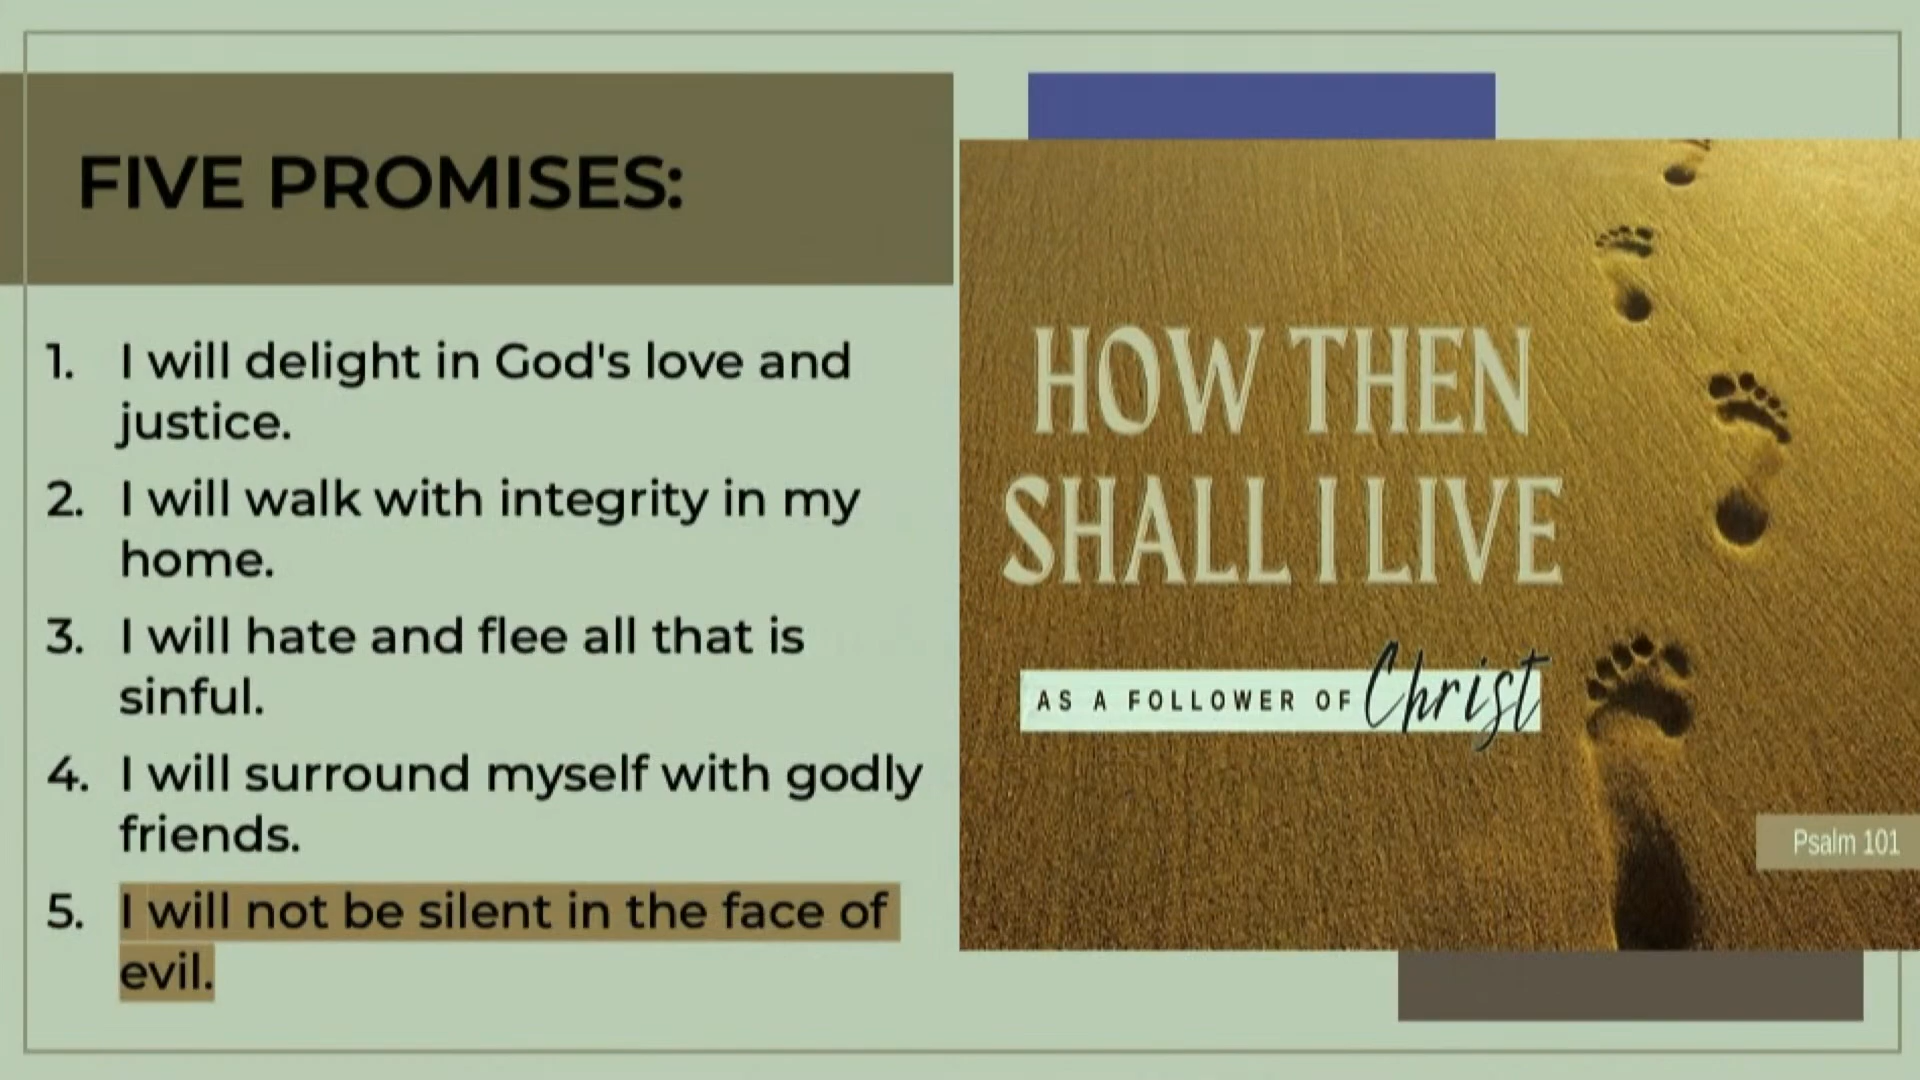 FIVE PROMISES:
1. I will delight in God's love and
justice.
2. I will walk with integrity in my
home.
3. I will hate and flee all that is
sinful.
4. I will surround myself with godly
friends.
5. I will not be silent in the face of
evil.
HOW THEN
SHALL I LIVE
AS A FOLLOWER OF Christ
Psalm 101